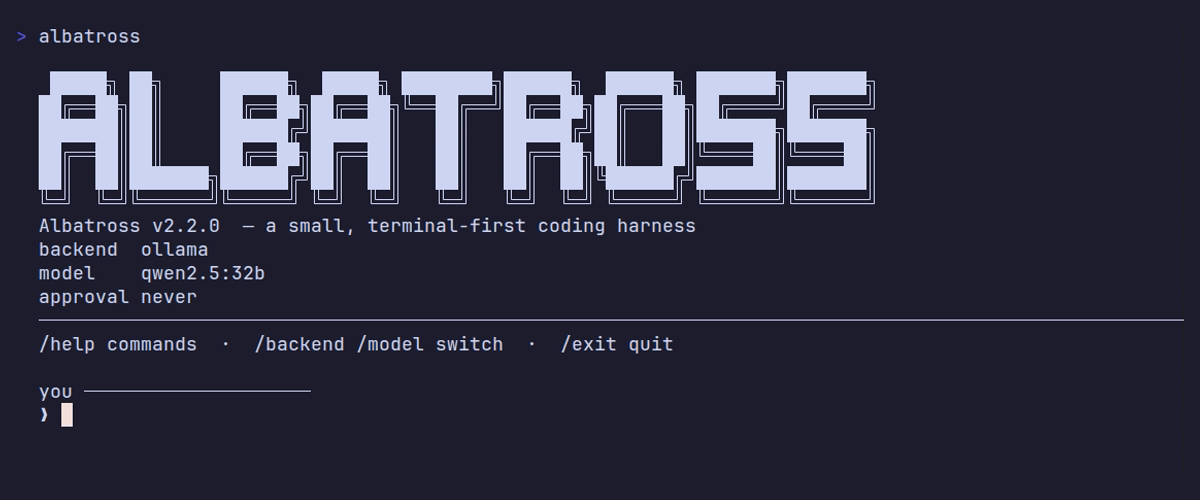 > albatross
ALBATROSS
Albatross v2.2.0 — a small, terminal-first coding harness
backend ollama
model qwen2.5:32b
approval never
/help commands · /backend /model switch · /exit quit
you
❯